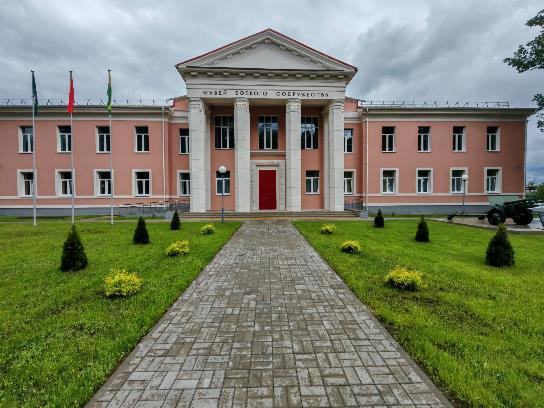 МУЗЕЙ БОЕВОГО СОДРУЖЕСТВА